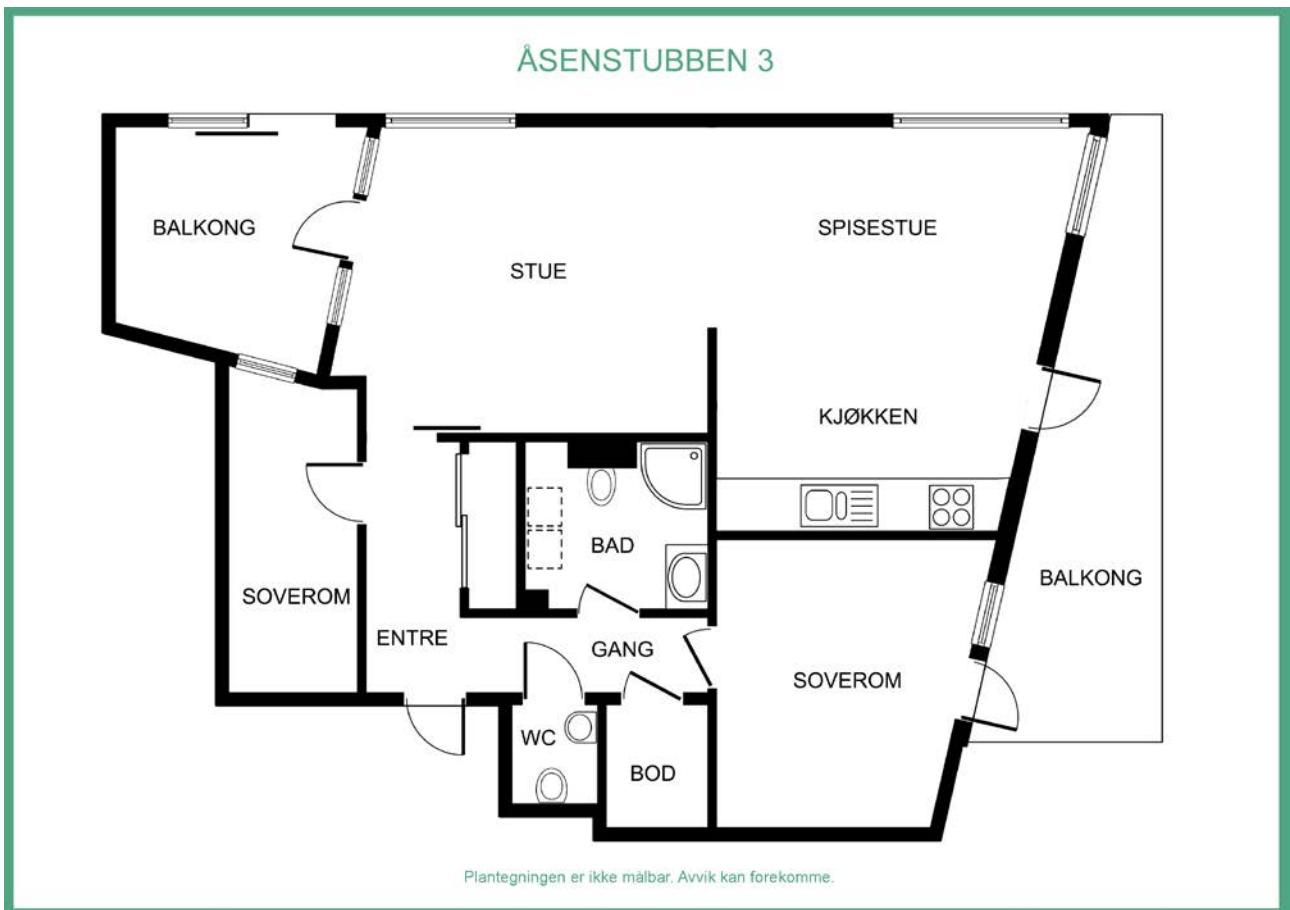 ÅSENSTUBBEN 3
BALKONG
SPISESTUE
STUE
KJØKKEN
BAD
BALKONG
SOVEROM
ENTRE
GANG
SOVEROM
WC
BOD
Plantegningen er ikke målbar. Avvik kan forekomme.